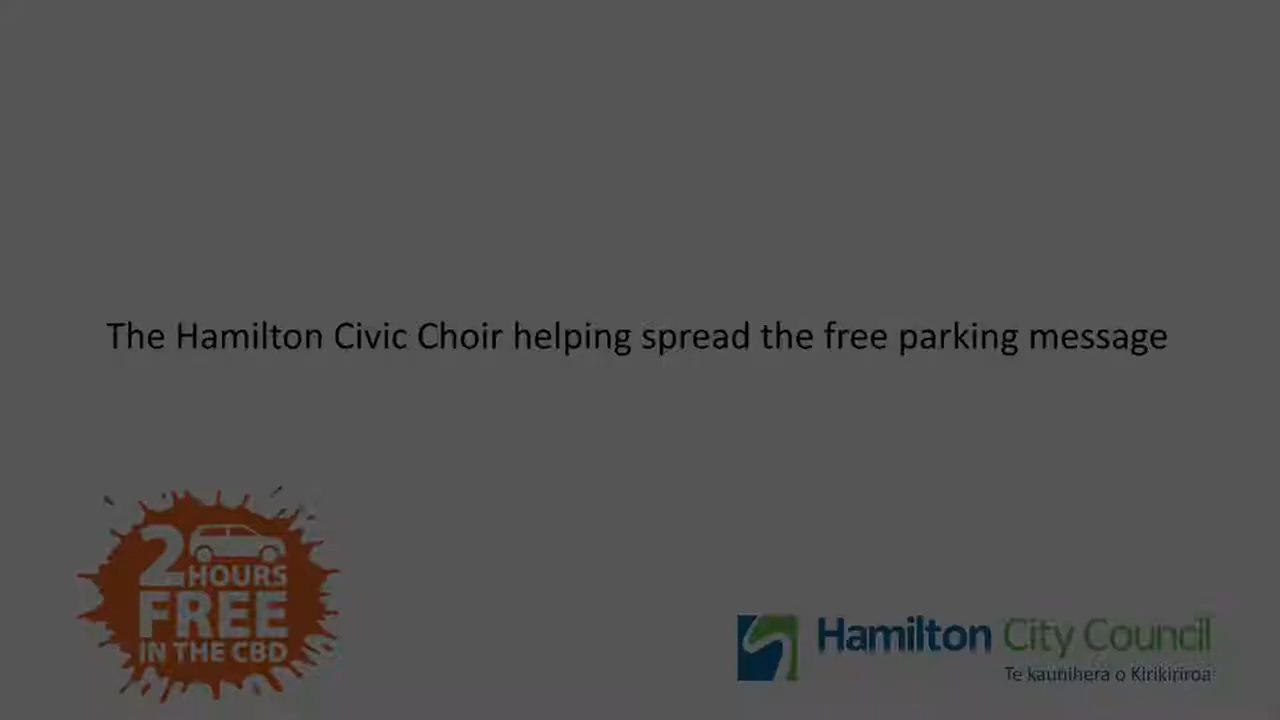 The Hamilton Civic Choir helping spread the free parking message
2 HOURS
FREE
IN THE CBD
Hamilton City Council
Te kaunihera o Kirikiriroa